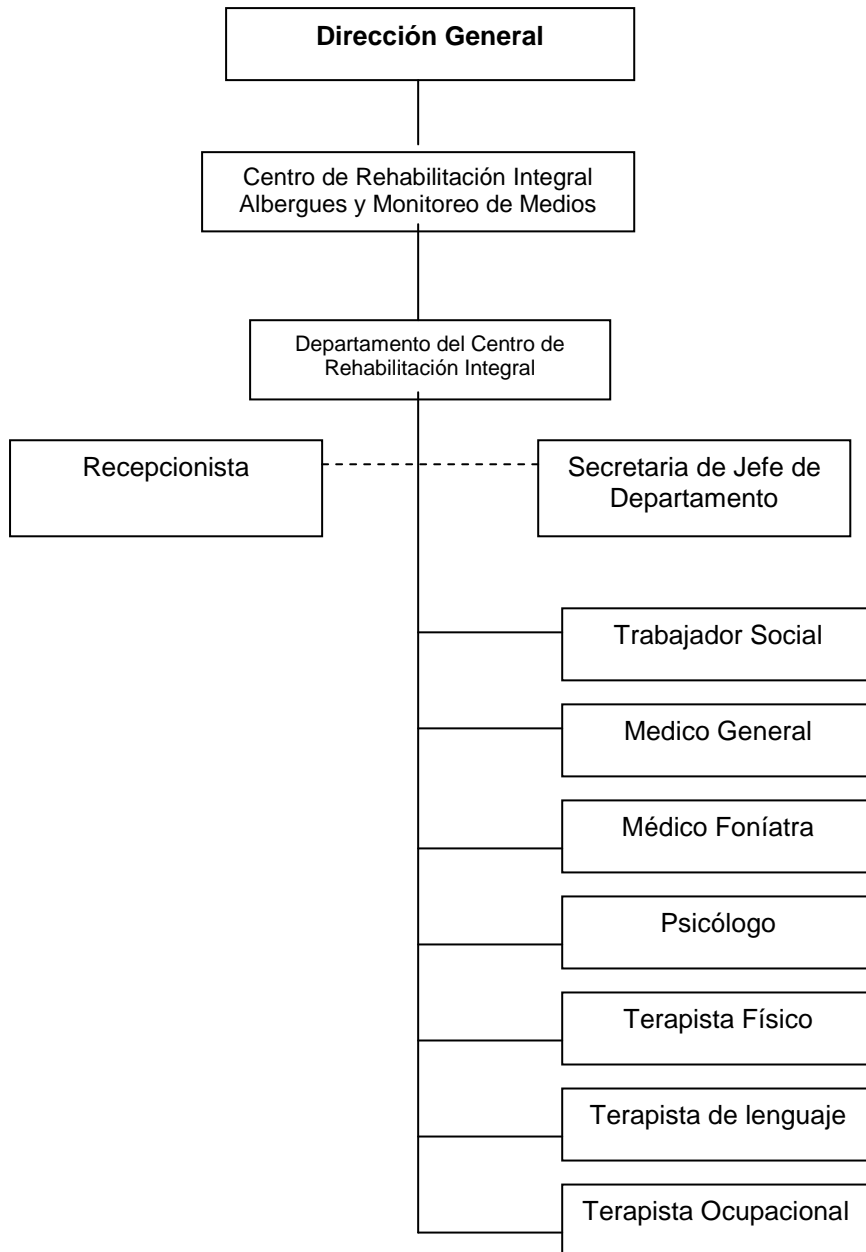 Dirección General
Centro de Rehabilitación Integral
Albergues y Monitoreo de Medios
Departamento del Centro de
Rehabilitación Integral
Recepcionista
Secretaria de Jefe de
Departamento
Trabajador Social
Medico General
Médico Foníatra
Psicólogo
Terapista Físico
Terapista de lenguaje
Terapista Ocupacional